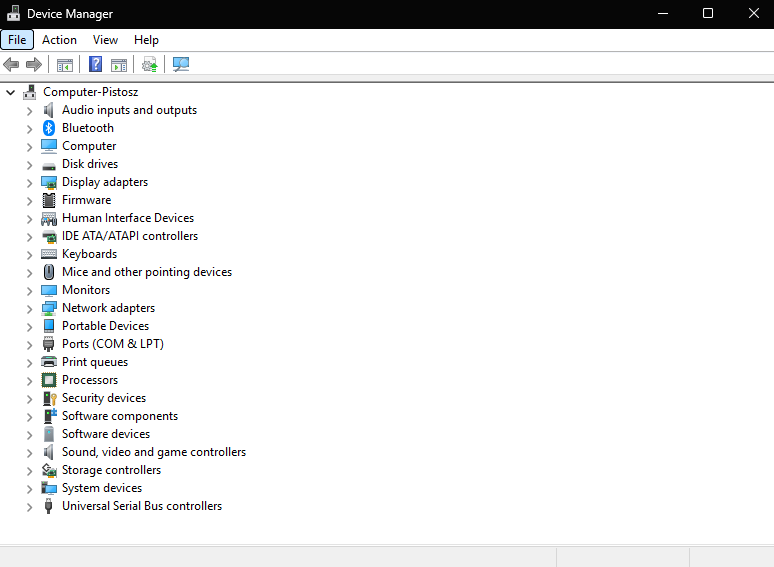 Device Manager
File Action View Help
Computer-Pistosz
Audio inputs and outputs
Bluetooth
Computer
Disk drives
Display adapters
Firmware
Human Interface Devices
IDE ATA/ATAPI controllers
Keyboards
Mice and other pointing devices
Monitors
Network adapters
Portable Devices
Ports (COM & LPT)
Print queues
Processors
Security devices
Software components
Software devices
Sound, video and game controllers
Storage controllers
System devices
Universal Serial Bus controllers